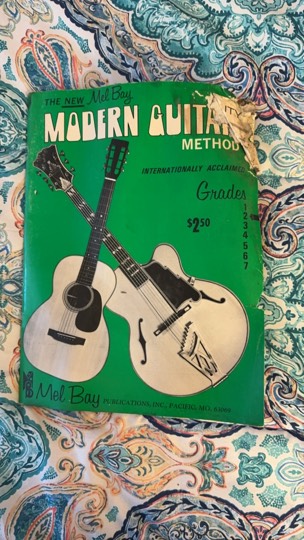 THE NEW Mel Bay
MODERN GUITAR
METHOD
INTERNATIONALLY ACCLAIMED
Grades
1
2
3
4
5
6
7
$2.50
Mel Bay PUBLICATIONS, INC., PACIFIC, MO. 63069